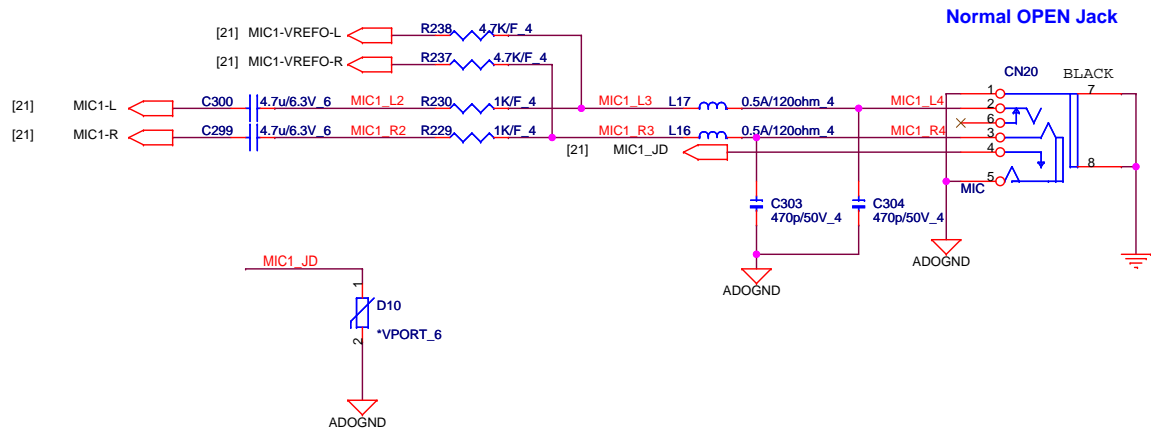 Normal OPEN Jack
[21] MIC1-VREFO-L R238 4.7K/F_4
[21] MIC1-VREFO-R R237 4.7K/F_4
CN20 BLACK
[21] MIC1-L C300 4.7u/6.3V_6 MIC1_L2 R230 1K/F_4 MIC1_L3 L17 0.5A/120ohm_4 MIC1_L4 1 2 7
[21] MIC1-R C299 4.7u/6.3V_6 MIC1_R2 R229 1K/F_4 MIC1_R3 L16 0.5A/120ohm_4 MIC1_R4 6 3
[21] MIC1_JD 4
8
5
MIC
C303
470p/50V_4
C304
470p/50V_4
ADOGND
ADOGND
MIC1_JD
1
D10
*VPORT_6
2
ADOGND